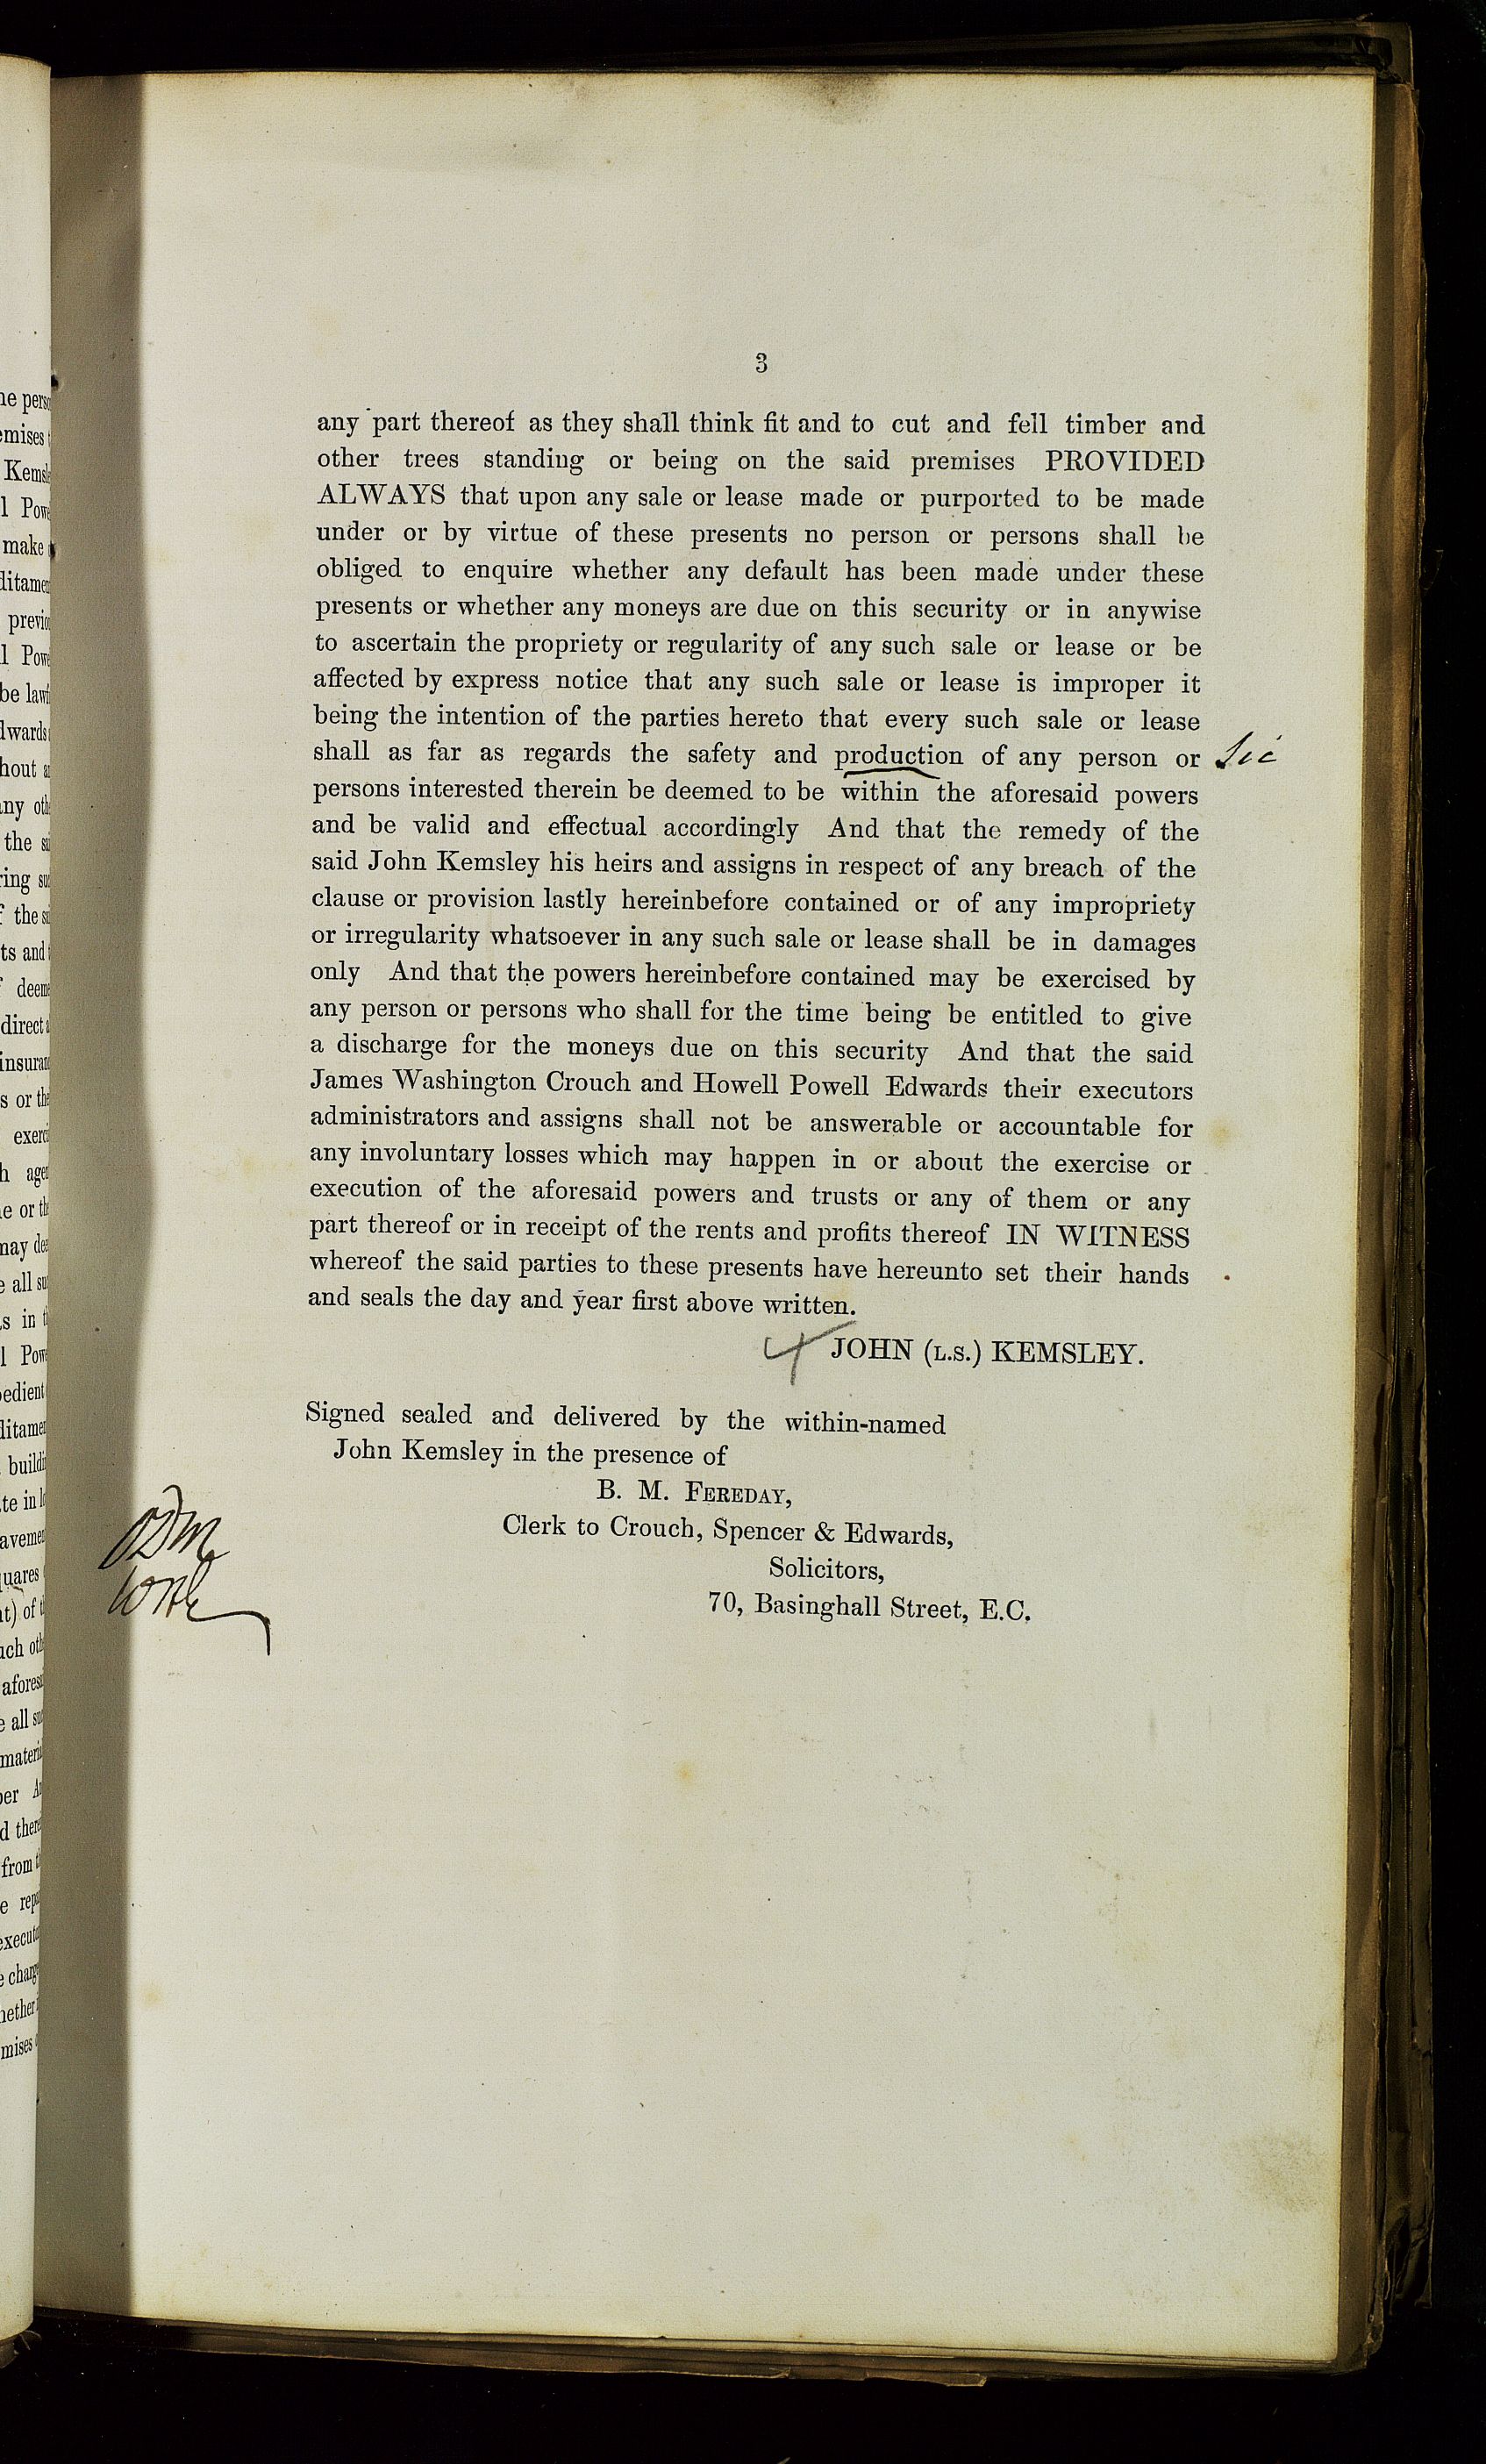 3
any part thereof as they shall think fit and to cut and fell timber and
other trees standing or being on the said premises PROVIDED
ALWAYS that upon any sale or lease made or purported to be made
under or by virtue of these presents no person or persons shall be
obliged to enquire whether any default has been made under these
presents or whether any moneys are due on this security or in anywise
to ascertain the propriety or regularity of any such sale or lease or be
affected by express notice that any such sale or lease is improper it
being the intention of the parties hereto that every such sale or lease
shall as far as regards the safety and production of any person or Sic
persons interested therein be deemed to be within the aforesaid powers
and be valid and effectual accordingly And that the remedy of the
said John Kemsley his heirs and assigns in respect of any breach of the
clause or provision lastly hereinbefore contained or of any impropriety
or irregularity whatsoever in any such sale or lease shall be in damages
only And that the powers hereinbefore contained may be exercised by
any person or persons who shall for the time being be entitled to give
a discharge for the moneys due on this security And that the said
James Washington Crouch and Howell Powell Edwards their executors
administrators and assigns shall not be answerable or accountable for
any involuntary losses which may happen in or about the exercise or
execution of the aforesaid powers and trusts or any of them or any
part thereof or in receipt of the rents and profits thereof IN WITNESS
whereof the said parties to these presents have hereunto set their hands
and seals the day and year first above written.
JOHN (L.S.) KEMSLEY.
Signed sealed and delivered by the within-named
John Kemsley in the presence of
B. M. FEREDAY,
Clerk to Crouch, Spencer & Edwards,
Solicitors,
70, Basinghall Street, E.C.